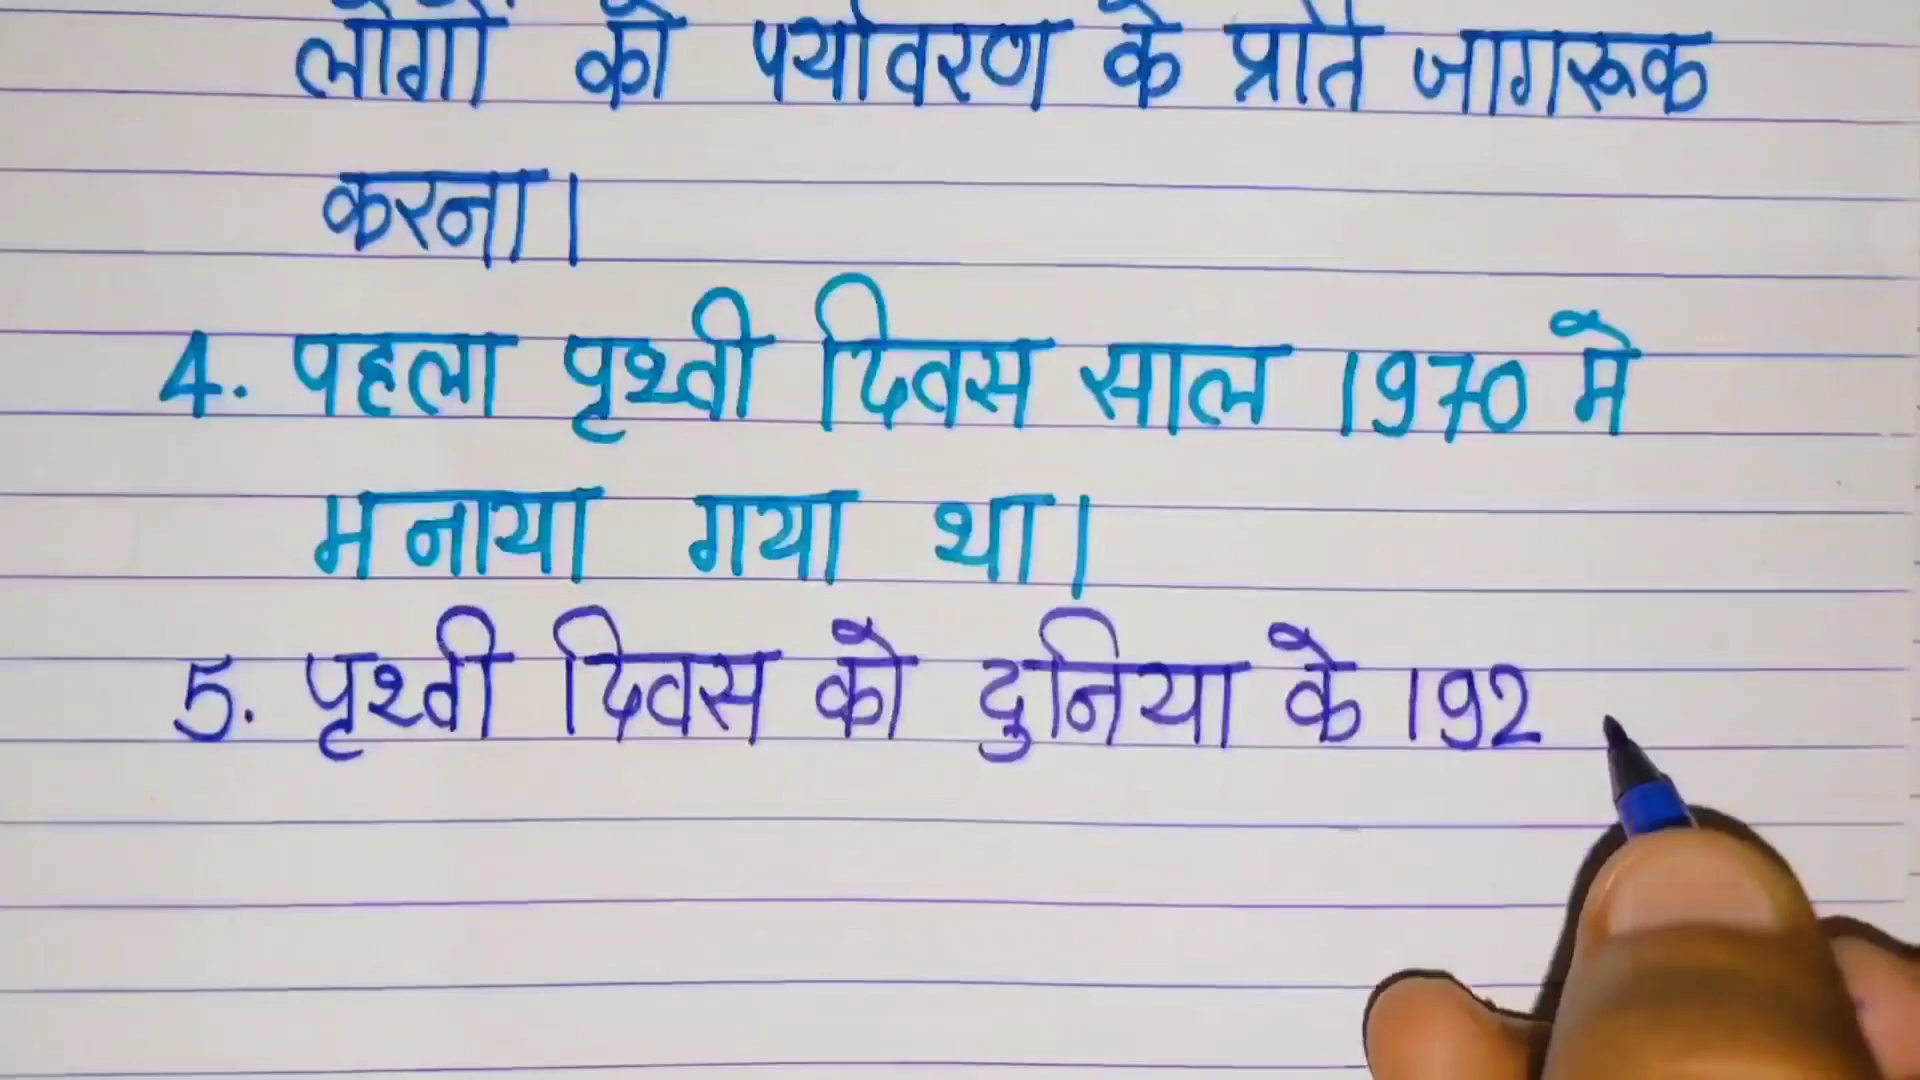 लोगों को पर्यावरण के प्रति जागरूक
करना।
4. पहला पृथ्वी दिवस साल 1970 मे
मनाया गया था।
5. पृथ्वी दिवस को दुनिया के 192